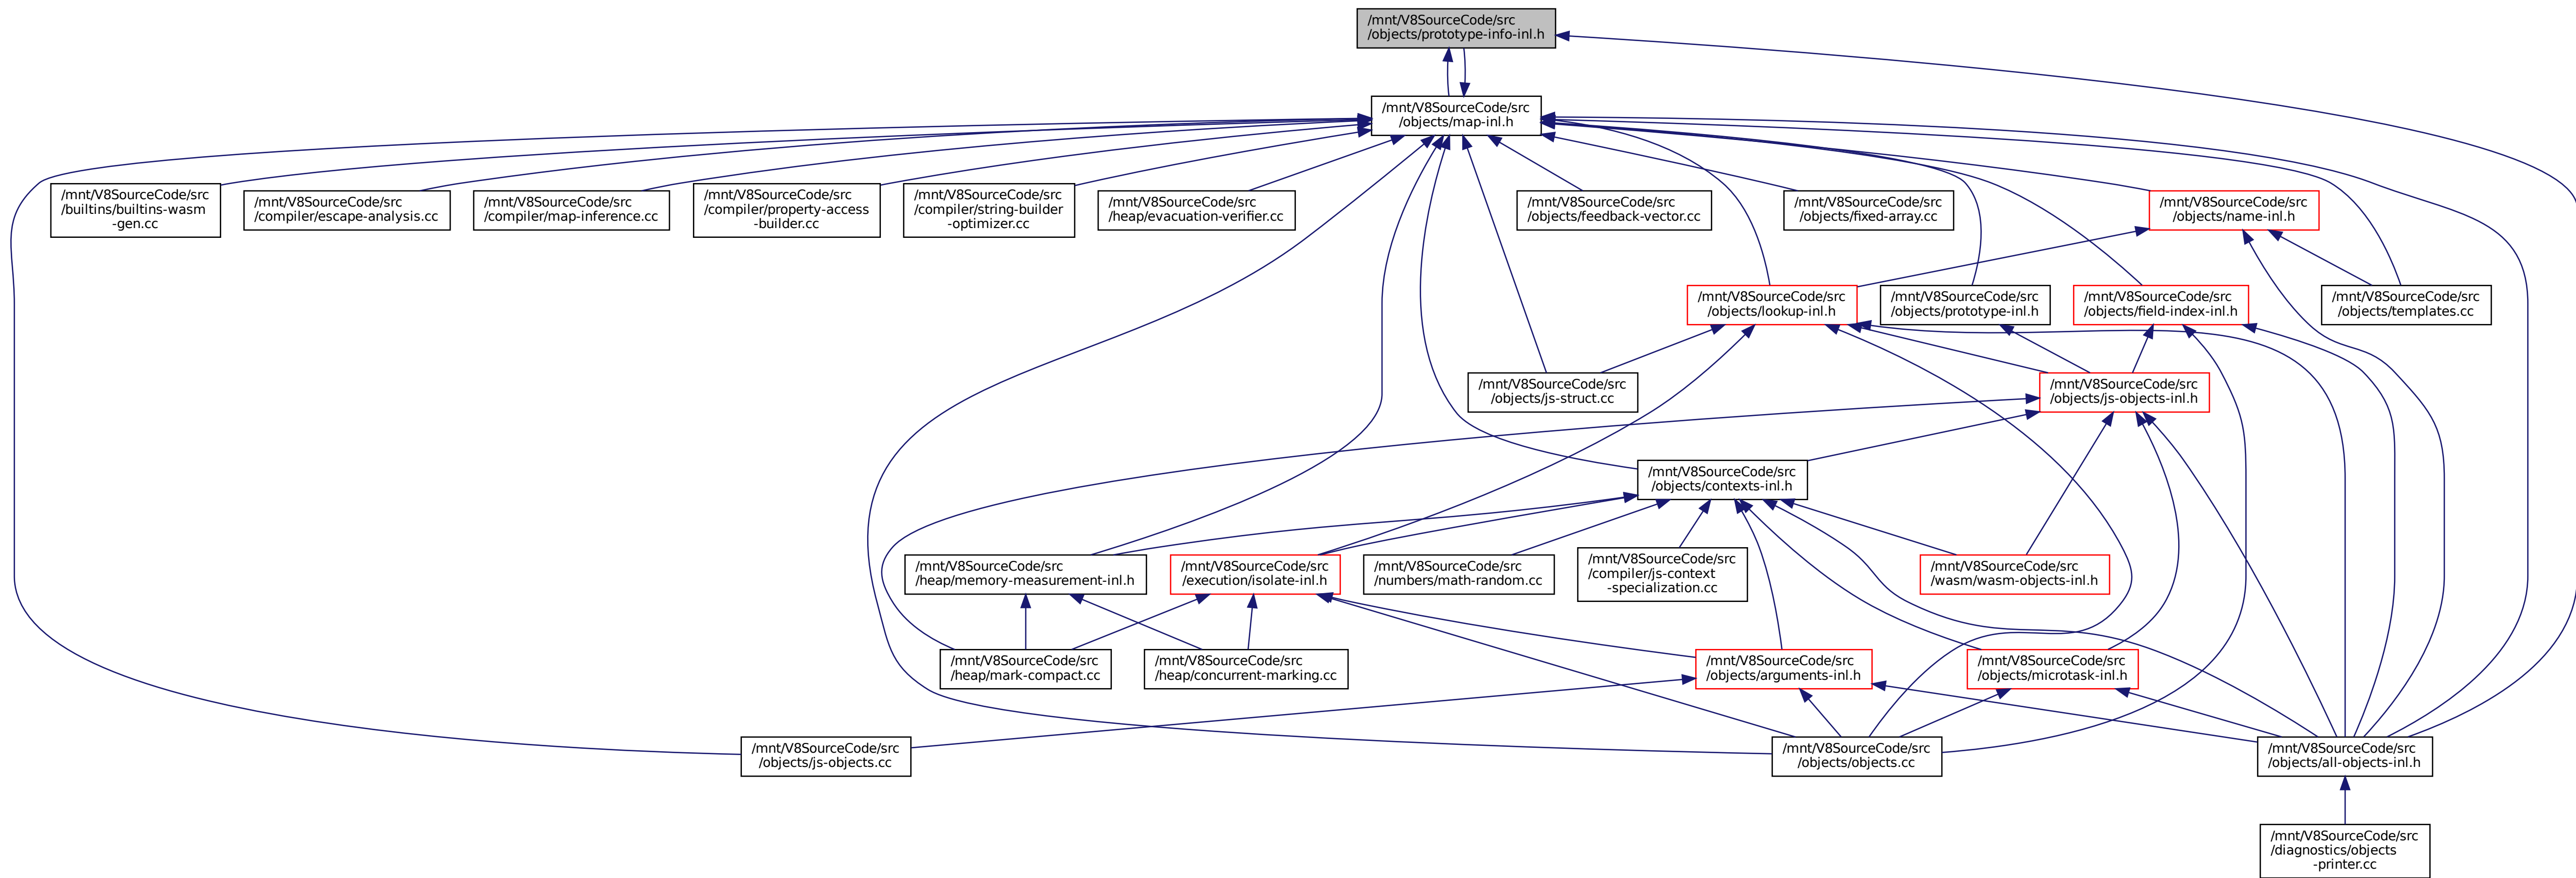 /mnt/V8SourceCode/src
/objects/prototype-info-inl.h
/mnt/V8SourceCode/src
/objects/map-inl.h
/mnt/V8SourceCode/src
/builtins/builtins-wasm
-gen.cc
/mnt/V8SourceCode/src
/compiler/escape-analysis.cc
/mnt/V8SourceCode/src
/compiler/map-inference.cc
/mnt/V8SourceCode/src
/compiler/property-access
-builder.cc
/mnt/V8SourceCode/src
/compiler/string-builder
-optimizer.cc
/mnt/V8SourceCode/src
/heap/evacuation-verifier.cc
/mnt/V8SourceCode/src
/objects/feedback-vector.cc
/mnt/V8SourceCode/src
/objects/fixed-array.cc
/mnt/V8SourceCode/src
/objects/name-inl.h
/mnt/V8SourceCode/src
/objects/lookup-inl.h
/mnt/V8SourceCode/src
/objects/prototype-inl.h
/mnt/V8SourceCode/src
/objects/field-index-inl.h
/mnt/V8SourceCode/src
/objects/templates.cc
/mnt/V8SourceCode/src
/objects/js-struct.cc
/mnt/V8SourceCode/src
/objects/js-objects-inl.h
/mnt/V8SourceCode/src
/objects/contexts-inl.h
/mnt/V8SourceCode/src
/heap/memory-measurement-inl.h
/mnt/V8SourceCode/src
/execution/isolate-inl.h
/mnt/V8SourceCode/src
/numbers/math-random.cc
/mnt/V8SourceCode/src
/compiler/js-context
-specialization.cc
/mnt/V8SourceCode/src
/wasm/wasm-objects-inl.h
/mnt/V8SourceCode/src
/heap/mark-compact.cc
/mnt/V8SourceCode/src
/heap/concurrent-marking.cc
/mnt/V8SourceCode/src
/objects/arguments-inl.h
/mnt/V8SourceCode/src
/objects/microtask-inl.h
/mnt/V8SourceCode/src
/objects/js-objects.cc
/mnt/V8SourceCode/src
/objects/objects.cc
/mnt/V8SourceCode/src
/objects/all-objects-inl.h
/mnt/V8SourceCode/src
/diagnostics/objects
-printer.cc